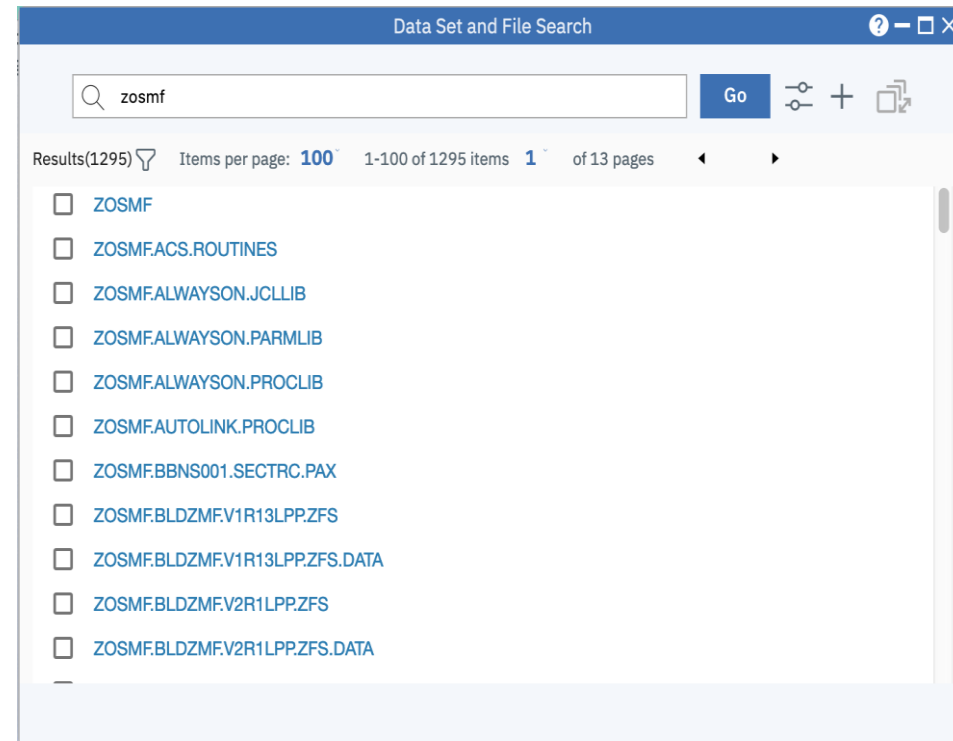 Data Set and File Search
zosmf
Go
Results(1295) Items per page: 100 1-100 of 1295 items 1 of 13 pages
ZOSMF
ZOSMF.ACS.ROUTINES
ZOSMF.ALWAYSON.JCLLIB
ZOSMF.ALWAYSON.PARMLIB
ZOSMF.ALWAYSON.PROCLIB
ZOSMF.AUTOLINK.PROCLIB
ZOSMF.BBNS001.SECTRC.PAX
ZOSMF.BLDZMF.V1R13LPP.ZFS
ZOSMF.BLDZMF.V1R13LPP.ZFS.DATA
ZOSMF.BLDZMF.V2R1LPP.ZFS
ZOSMF.BLDZMF.V2R1LPP.ZFS.DATA